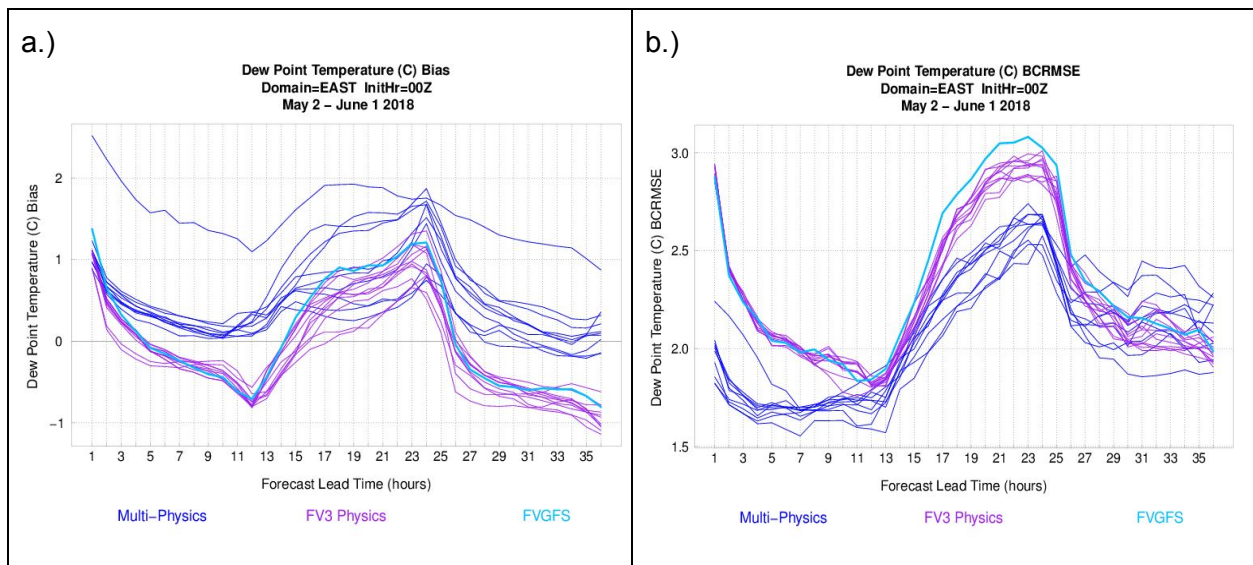 a.)
Dew Point Temperature (C) Bias
Domain=EAST InitHr=00Z
May 2 – June 1 2018
Dew Point Temperature (C) Bias
2
1
0
−1
1 3 5 7 9 11 13 15 17 19 21 23 25 27 29 31 33 35
Forecast Lead Time (hours)
Multi−Physics FV3 Physics FVGFS
b.)
Dew Point Temperature (C) BCRMSE
Domain=EAST InitHr=00Z
May 2 – June 1 2018
Dew Point Temperature (C) BCRMSE
3.0
2.5
2.0
1.5
1 3 5 7 9 11 13 15 17 19 21 23 25 27 29 31 33 35
Forecast Lead Time (hours)
Multi−Physics FV3 Physics FVGFS